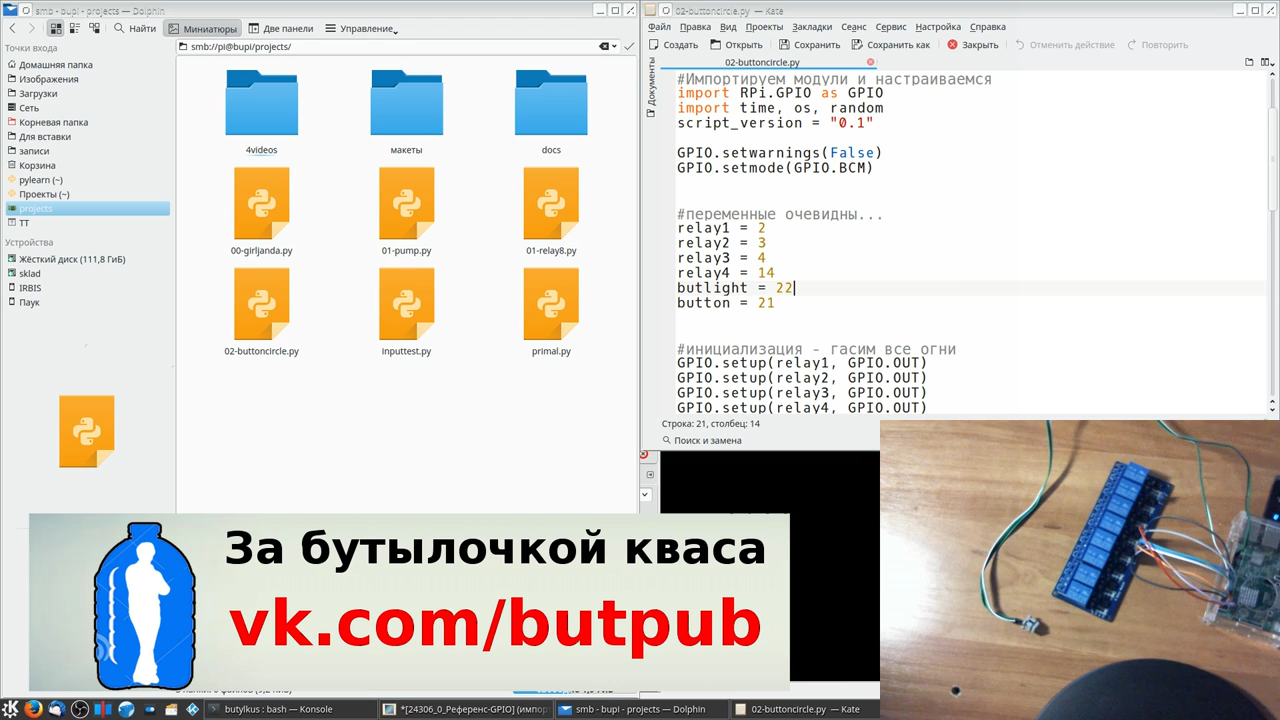 smb - bupi - projects — Dolphin
Найти
Миниатюры
Две панели
Управление
Точки входа
smb://pi@bupi/projects/
Домашняя папка
Изображения
Загрузки
Сеть
Корневая папка
Для вставки
записи
Корзина
pylearn (~)
Проекты (~)
projects
ТТ
Устройства
Жёсткий диск (111,8 ГиБ)
sklad
IRBIS
Паук
4videos
макеты
docs
00-girljanda.py
01-pump.py
01-relay8.py
02-buttoncircle.py
inputtest.py
primal.py
02-buttoncircle.py — Kate
Файл Правка Вид Проекты Закладки Сеанс Сервис Настройка Справка
Создать Открыть Сохранить Сохранить как Закрыть Отменить действие Повторить
02-buttoncircle.py
Документы
#Импортируем модули и настраиваемся
import RPi.GPIO as GPIO
import time, os, random
script_version = "0.1"
GPIO.setwarnings(False)
GPIO.setmode(GPIO.BCM)
#переменные очевидны...
relay1 = 2
relay2 = 3
relay3 = 4
relay4 = 14
butlight = 22
button = 21
#инициализация - гасим все огни
GPIO.setup(relay1, GPIO.OUT)
GPIO.setup(relay2, GPIO.OUT)
GPIO.setup(relay3, GPIO.OUT)
GPIO.setup(relay4, GPIO.OUT)
Строка: 21, столбец: 14
Поиск и замена
За бутылочкой кваса
vk.com/butpub
butylkus : bash — Konsole
*[24306_0_Референс-GPIO] (импор
smb - bupi - projects — Dolphin
02-buttoncircle.py — Kate